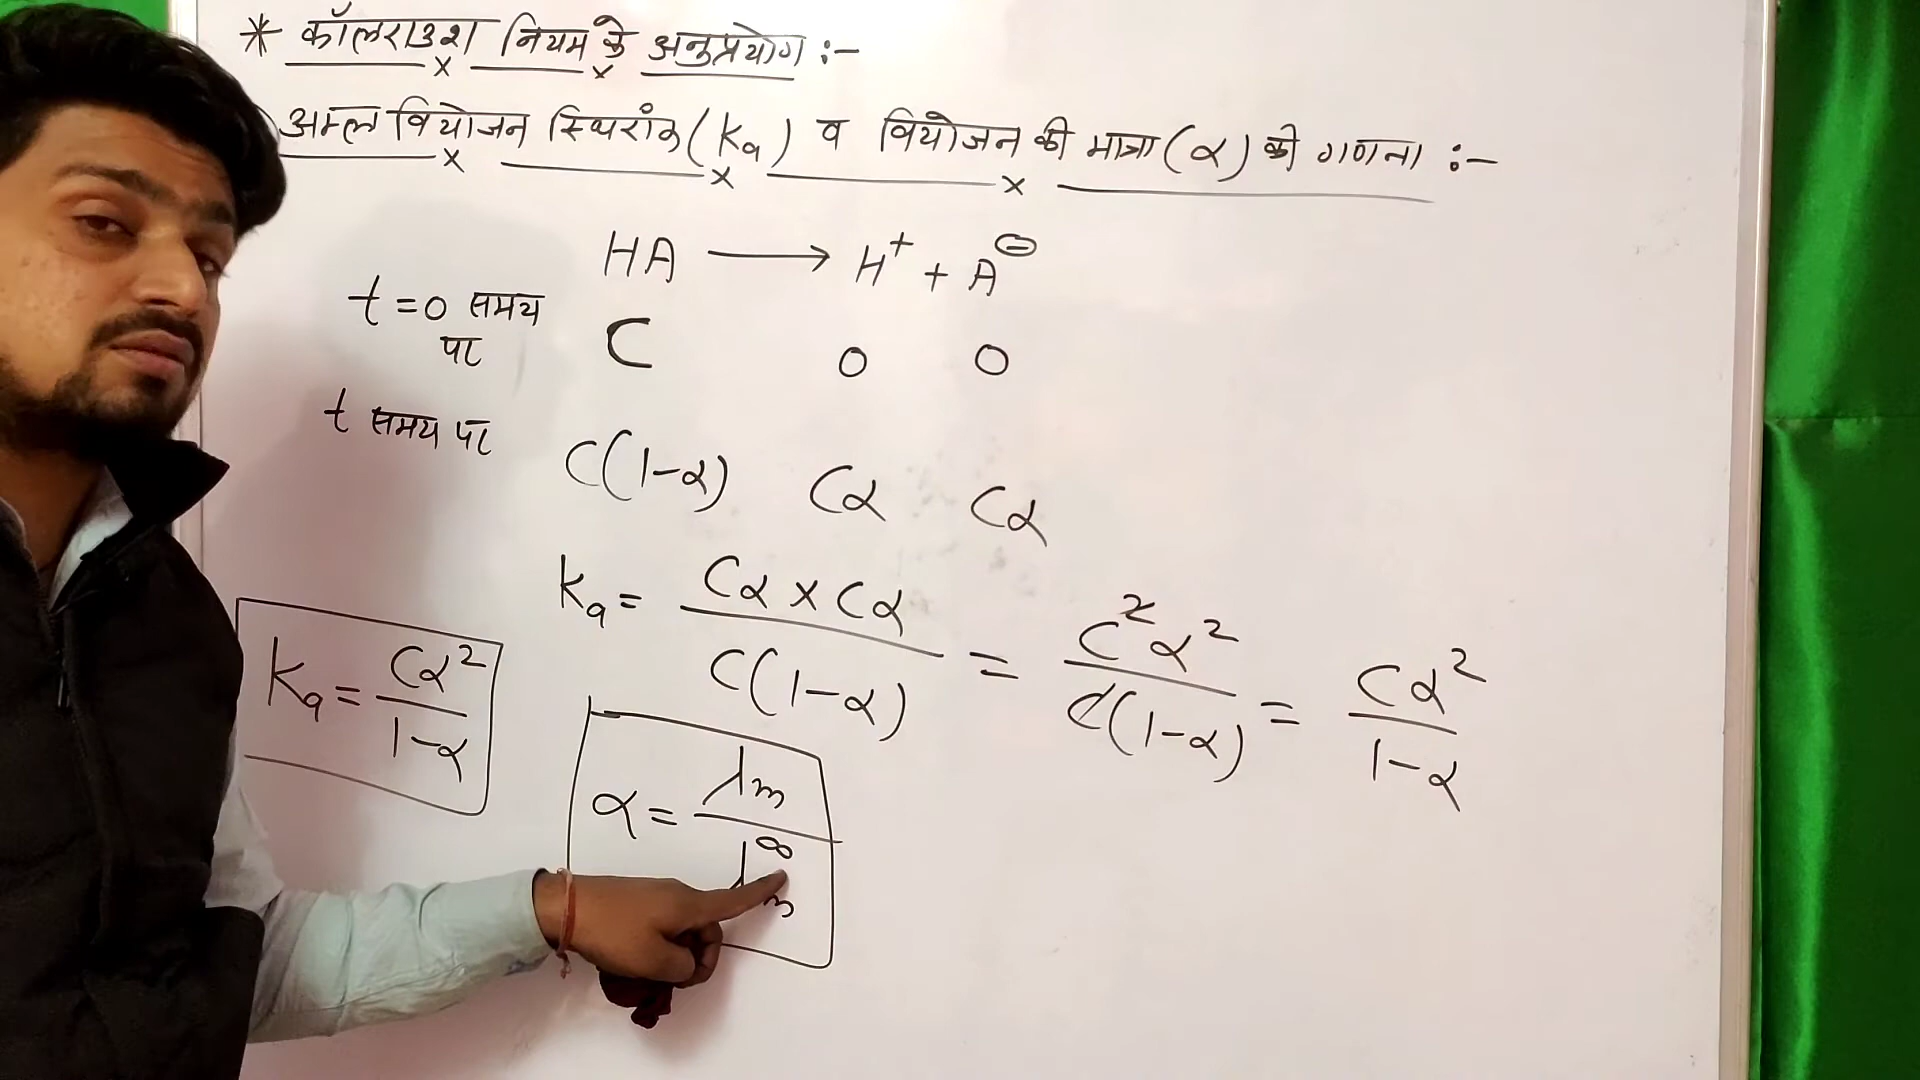 * कॉलराउश नियम के अनुप्रयोग :-
अम्ल वियोजन स्थिरांक (Ka) व वियोजन की मात्रा (α) की गणना :-
HA ⟶ H⁺ + A⊖
t = 0 समय पर C 0 0
t समय पर C(1-α) Cα Cα
Ka = Cα × Cα / C(1-α) = C²α² / C(1-α) = Cα² / 1-α
Ka = Cα² / 1-α
α = λm / λ∞m